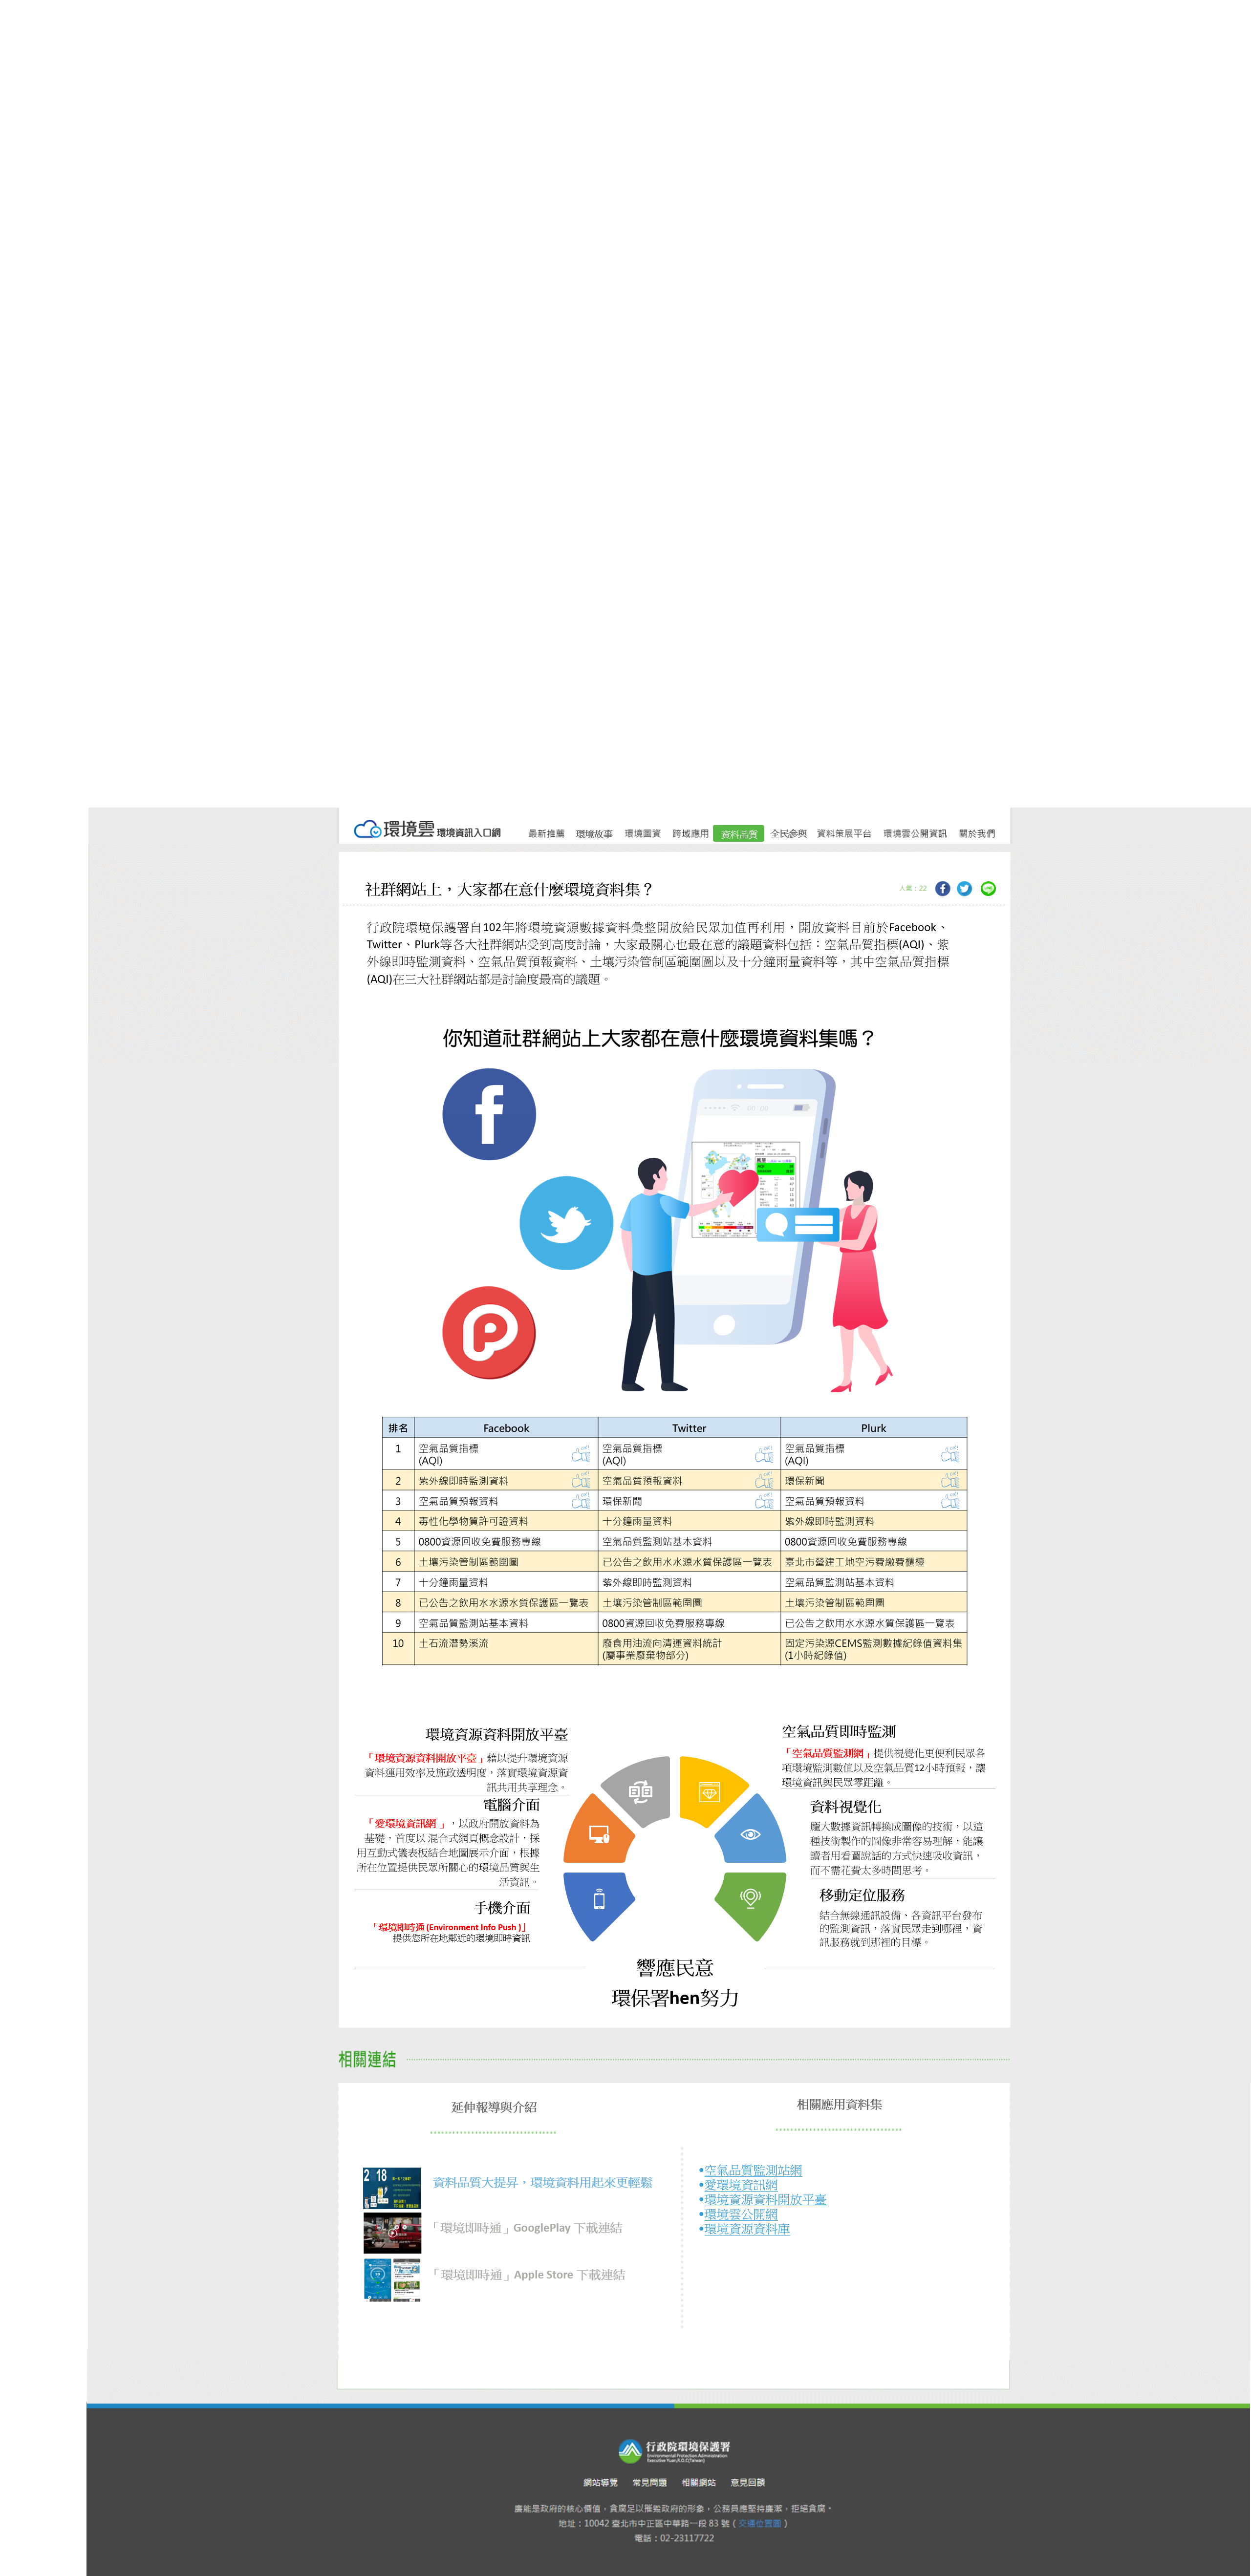 環境雲 環境資訊入口網
最新推薦 環境故事 環境圖資 跨域應用 資料品質 全民參與 資料策展平台 環境雲公開資訊 關於我們
社群網站上，大家都在意什麼環境資料集？
人氣：22
行政院環境保護署自102年將環境資源數據資料彙整開放給民眾加值再利用，開放資料目前於Facebook、
Twitter、Plurk等各大社群網站受到高度討論，大家最關心也最在意的議題資料包括：空氣品質指標(AQI)、紫
外線即時監測資料、空氣品質預報資料、土壤污染管制區範圍圖以及十分鐘雨量資料等，其中空氣品質指標
(AQI)在三大社群網站都是討論度最高的議題。
你知道社群網站上大家都在意什麼環境資料集嗎？
排名 Facebook Twitter Plurk
1 空氣品質指標 空氣品質指標 空氣品質指標
(AQI) (AQI) (AQI)
2 紫外線即時監測資料 空氣品質預報資料 環保新聞
3 空氣品質預報資料 環保新聞 空氣品質預報資料
4 毒性化學物質許可證資料 十分鐘雨量資料 紫外線即時監測資料
5 0800資源回收免費服務專線 空氣品質監測站基本資料 0800資源回收免費服務專線
6 土壤污染管制區範圍圖 已公告之飲用水水源水質保護區一覽表 臺北市營建工地空污費繳費櫃檯
7 十分鐘雨量資料 紫外線即時監測資料 空氣品質監測站基本資料
8 已公告之飲用水水源水質保護區一覽表 土壤污染管制區範圍圖 土壤污染管制區範圍圖
9 空氣品質監測站基本資料 0800資源回收免費服務專線 已公告之飲用水水源水質保護區一覽表
10 土石流潛勢溪流 廢食用油流向清運資料統計 固定污染源CEMS監測數據紀錄值資料集
(屬事業廢棄物部分) (1小時紀錄值)
環境資源資料開放平臺
「環境資源資料開放平臺」藉以提升環境資源
資料運用效率及施政透明度，落實環境資源資
訊共用共享理念。
電腦介面
「愛環境資訊網 」，以政府開放資料為
基礎，首度以 混合式網頁概念設計，採
用互動式儀表板結合地圖展示介面，根據
所在位置提供民眾所關心的環境品質與生
活資訊。
手機介面
「環境即時通 (Environment Info Push )」
提供您所在地鄰近的環境即時資訊
空氣品質即時監測
「空氣品質監測網」提供視覺化更便利民眾各
項環境監測數值以及空氣品質12小時預報，讓
環境資訊與民眾零距離。
資料視覺化
龐大數據資訊轉換成圖像的技術，以這
種技術製作的圖像非常容易理解，能讓
讀者用看圖說話的方式快速吸收資訊，
而不需花費太多時間思考。
移動定位服務
結合無線通訊設備、各資訊平台發布
的監測資訊，落實民眾走到哪裡，資
訊服務就到那裡的目標。
響應民意
環保署hen努力
相關連結
延伸報導與介紹
資料品質大提昇，環境資料用起來更輕鬆
「環境即時通」GooglePlay 下載連結
「環境即時通」Apple Store 下載連結
相關應用資料集
•空氣品質監測站網
•愛環境資訊網
•環境資源資料開放平臺
•環境雲公開網
•環境資源資料庫
行政院環境保護署
Environmental Protection Administration
Executive Yuan,R.O.C(Taiwan)
網站導覽 常見問題 相關網站 意見回饋
廉能是政府的核心價值，貪腐足以摧毀政府的形象，公務員應堅持廉潔，拒絕貪腐。
地址：10042 臺北市中正區中華路一段 83 號（交通位置圖）
電話：02-23117722